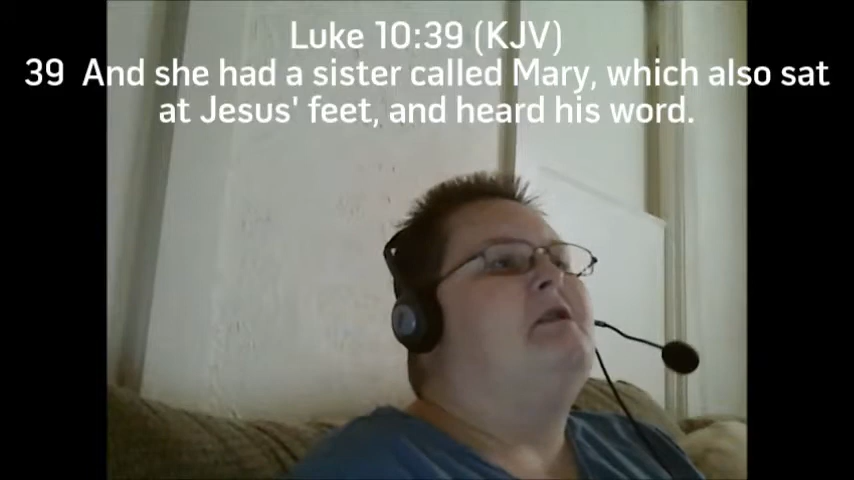 Luke 10:39 (KJV)
39 And she had a sister called Mary, which also sat
at Jesus' feet, and heard his word.